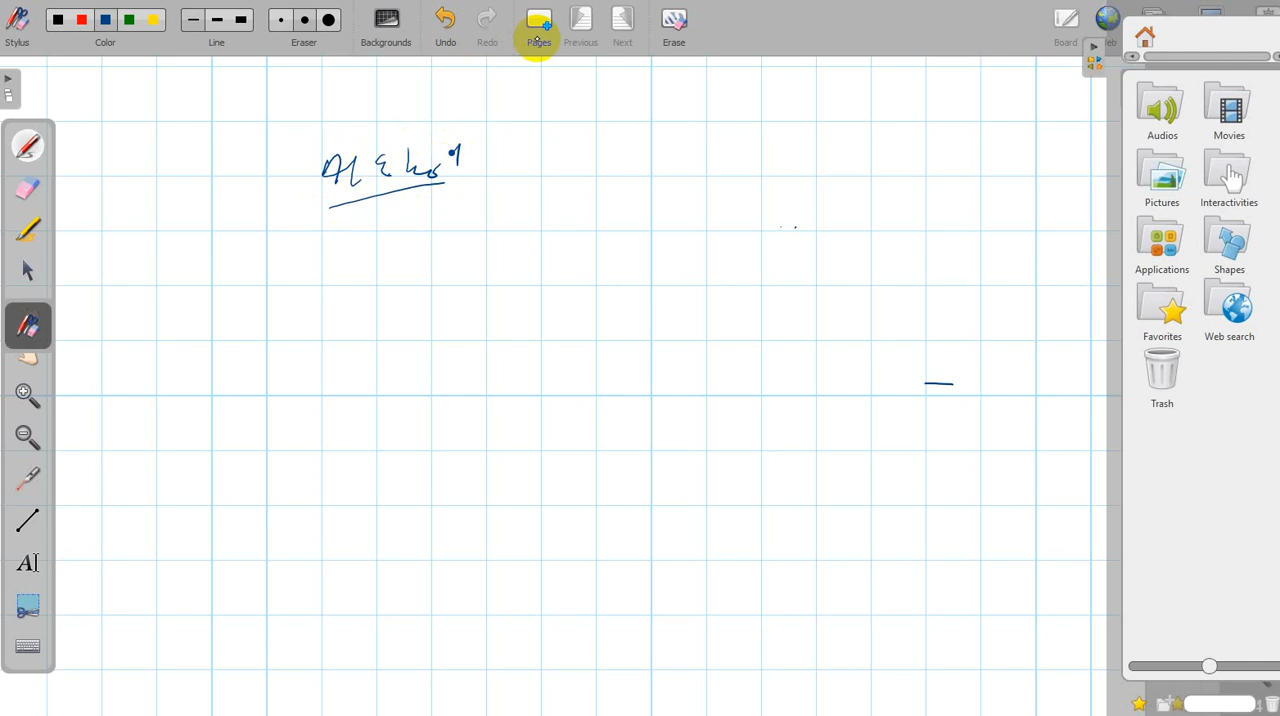 Stylus
Color
Line
Eraser
Backgrounds
Undo
Redo
Pages
Previous
Next
Erase
Board
Audios
Movies
Pictures
Interactivities
Applications
Shapes
Favorites
Web search
Trash